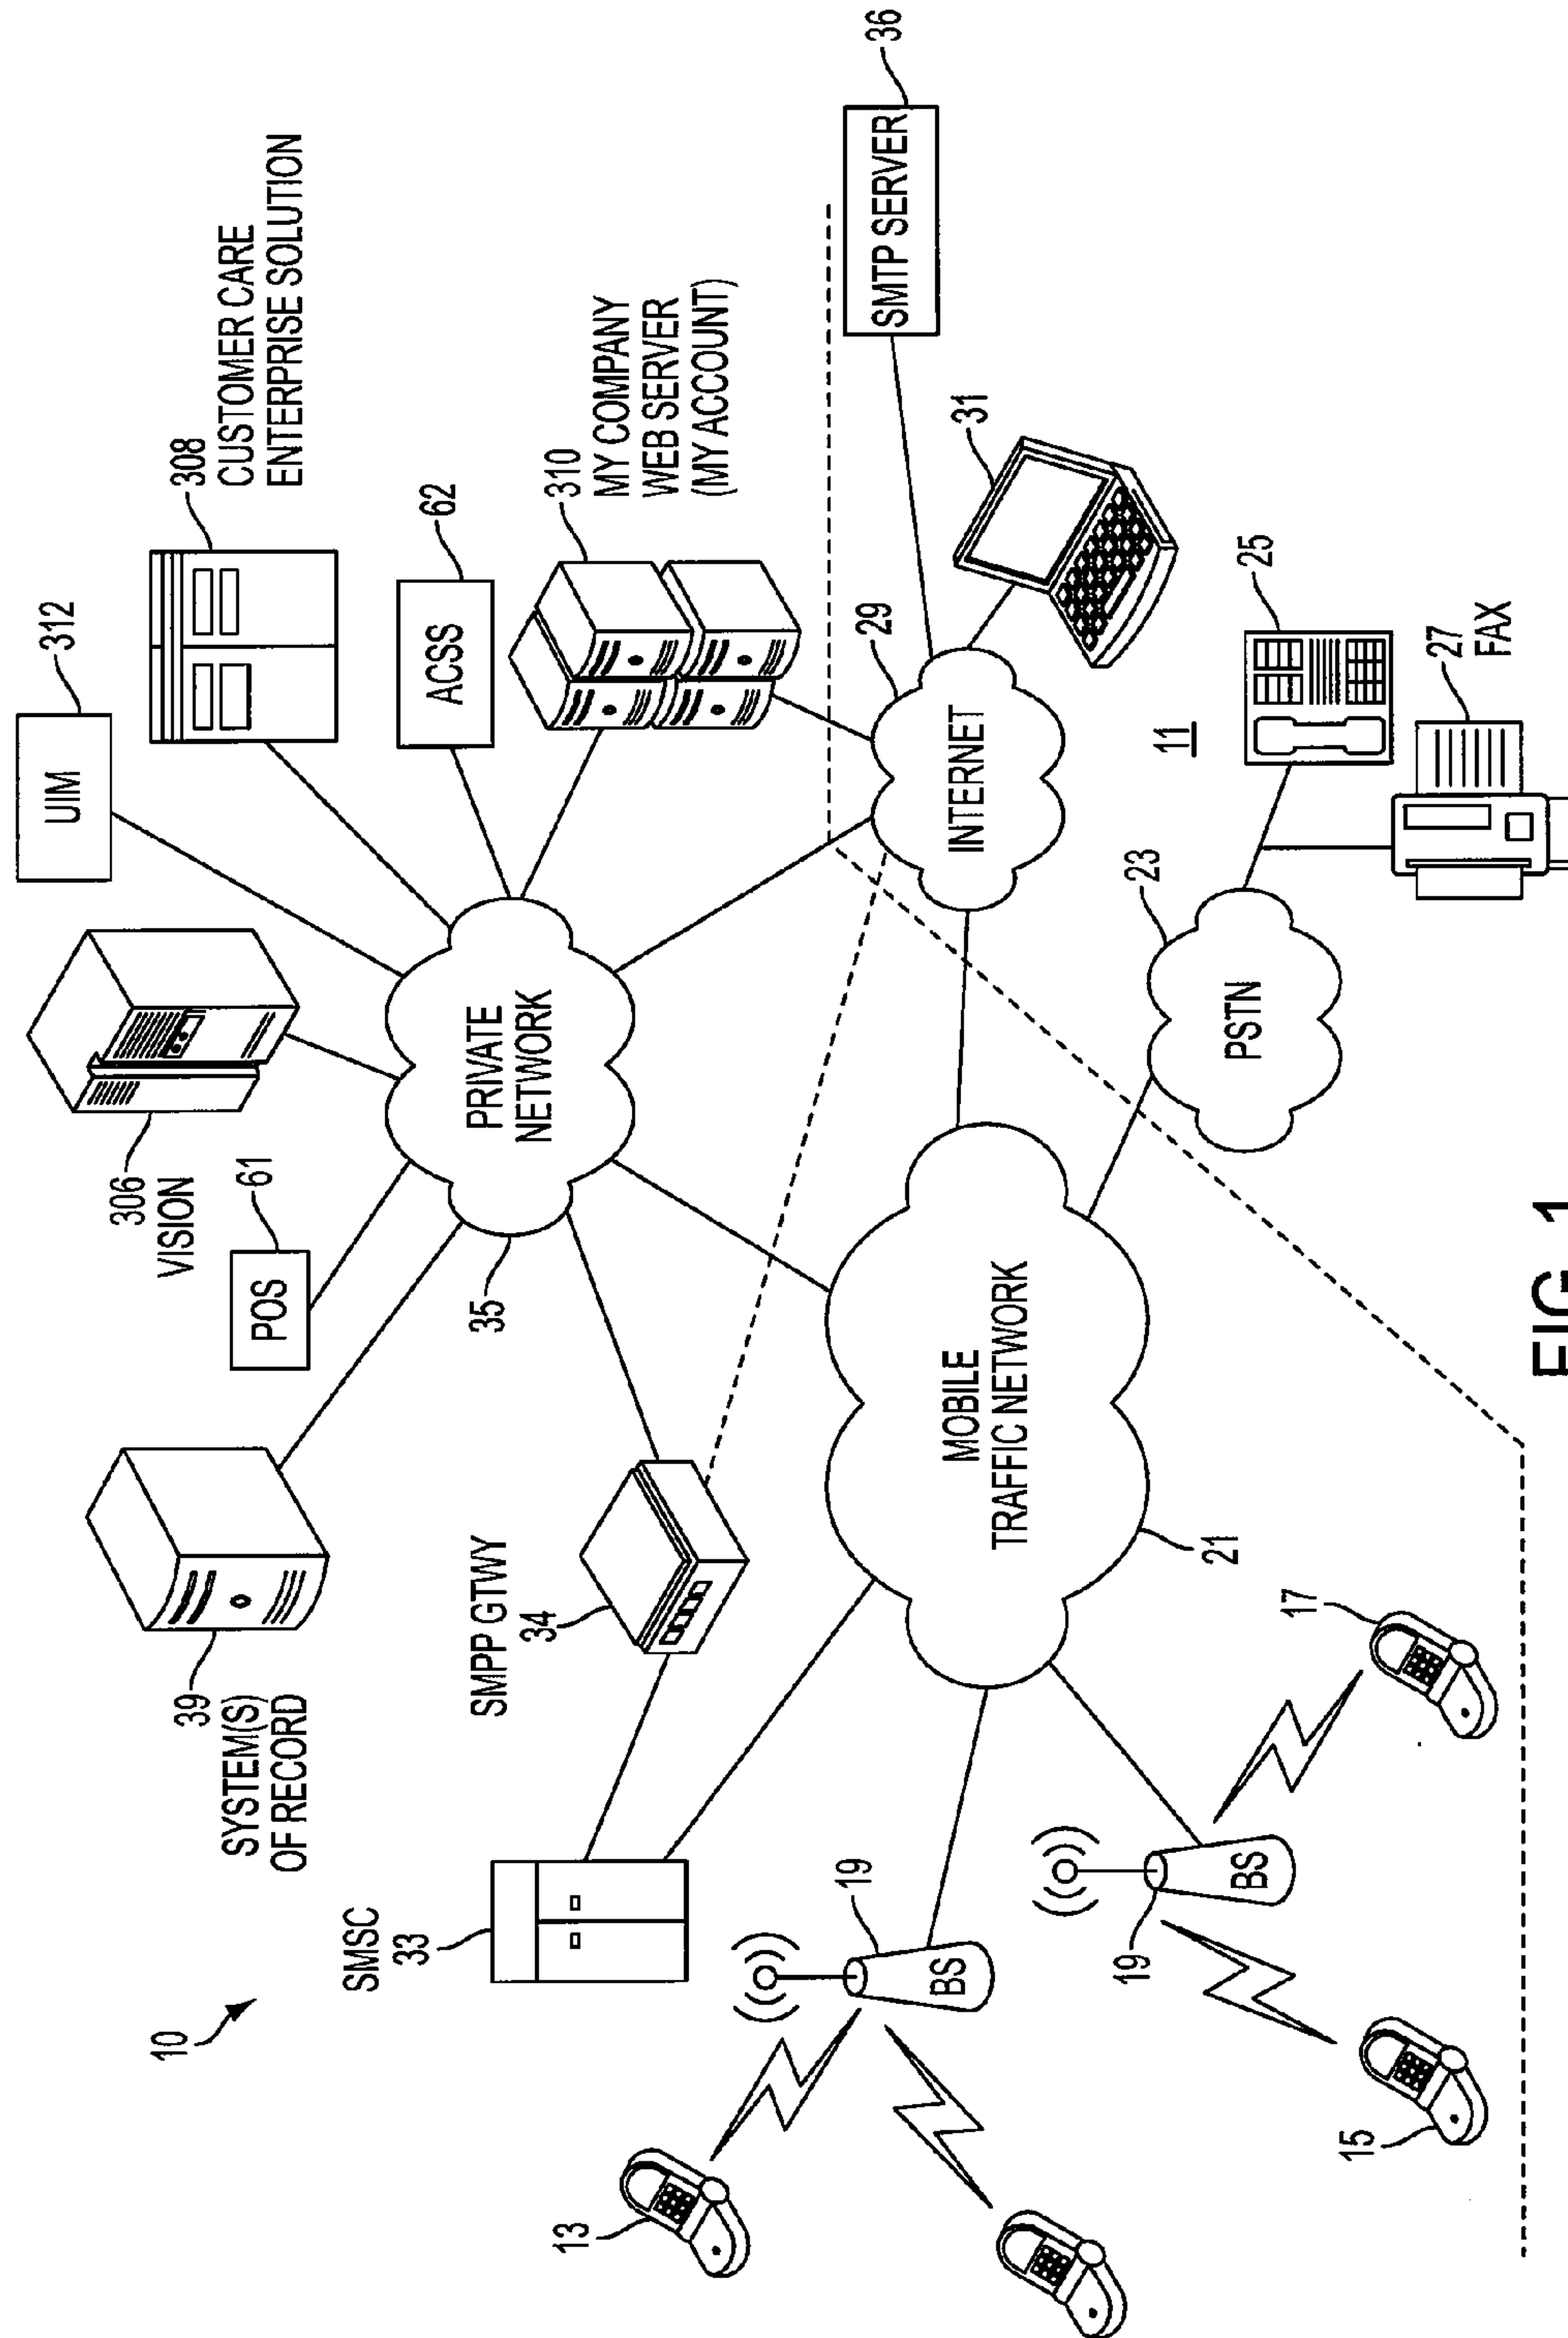 10
SYSTEM(S)
OF RECORD
39
POS
61
306
VISION
UIM
312
308
CUSTOMER CARE
ENTERPRISE SOLUTION
ACSS
62
310
MY COMPANY
WEB SERVER
(MY ACCOUNT)
SMSC
33
SMPP GTWY
34
35
PRIVATE
NETWORK
13
19
BS
MOBILE
TRAFFIC NETWORK
21
INTERNET
29
31
SMTP SERVER
36
11
15
19
BS
17
PSTN
23
25
27
FAX
FIG. 1